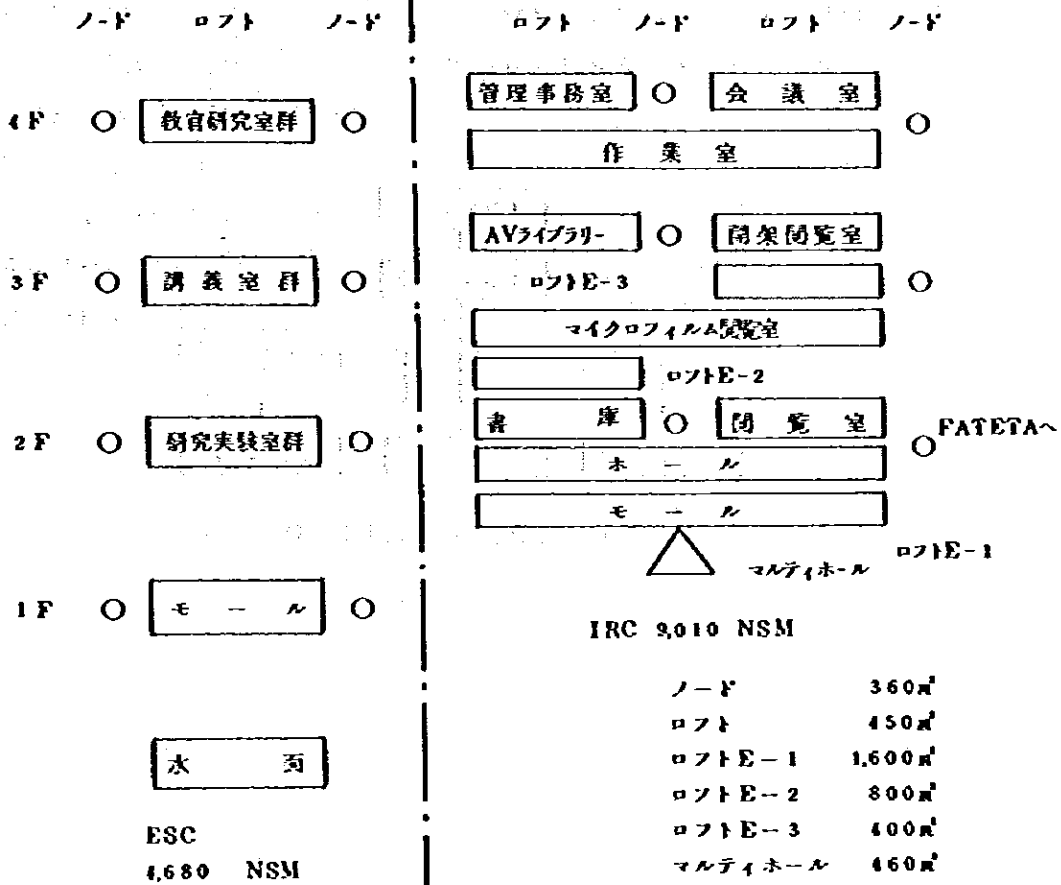 ノード ロフト ノード ロフト ノード ロフト ノード
4F 教官研究室群 管理事務室 会議室
作業室
AVライブラリー 開架閲覧室
3F 講義室群 ロフトE-3
マイクロフィルム閲覧室
ロフトE-2
2F 研究実験室群 書庫 閲覧室 FATETAへ
ホール
モール
マルティホール ロフトE-1
1F モール
IRC 9,010 NSM
ノード 360㎡
ロフト 450㎡
水面 ロフトE-1 1,600㎡
ロフトE-2 800㎡
ESC ロフトE-3 400㎡
4,680 NSM マルティホール 460㎡